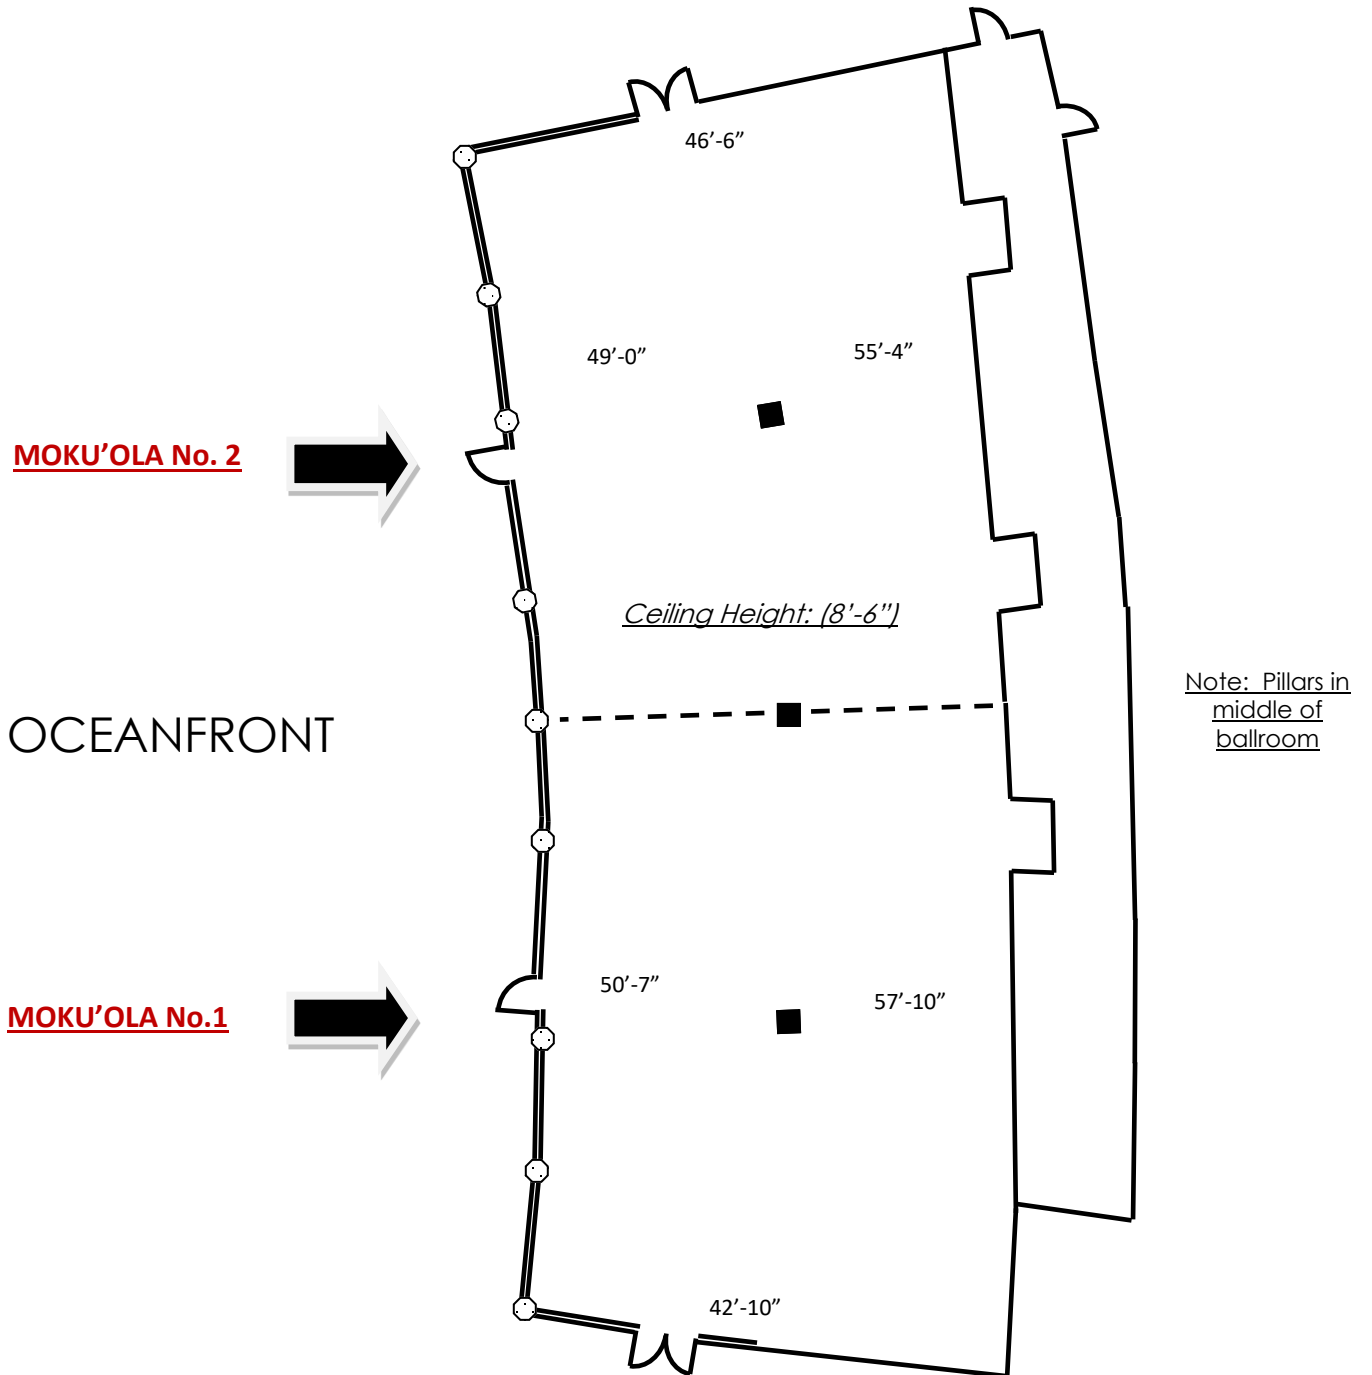 46’-6”
49’-0”
55’-4”
MOKU’OLA No. 2
Ceiling Height: (8’-6”)
Note: Pillars in
middle of
ballroom
OCEANFRONT
50’-7”
57’-10”
MOKU’OLA No.1
42’-10”